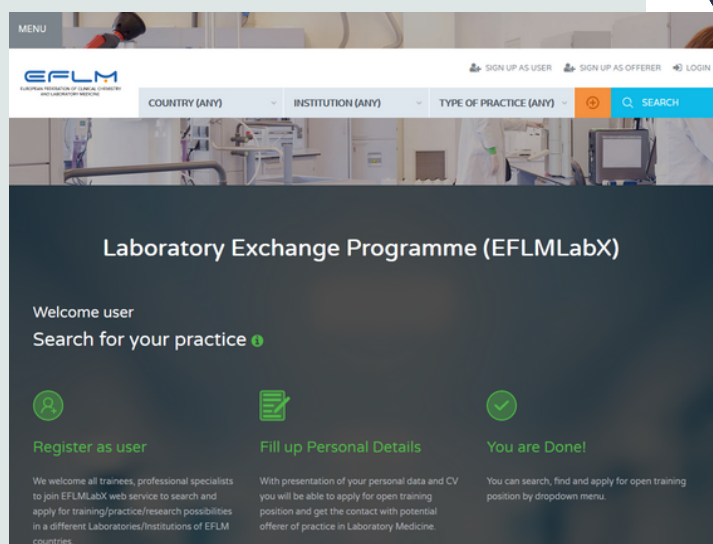 MENU
SIGN UP AS USER SIGN UP AS OFFERER LOGIN
EFLM
EUROPEAN FEDERATION OF CLINICAL CHEMISTRY
AND LABORATORY MEDICINE
COUNTRY (ANY) INSTITUTION (ANY) TYPE OF PRACTICE (ANY) SEARCH
Laboratory Exchange Programme (EFLMLabX)
Welcome user
Search for your practice
Register as user
We welcome all trainees, professional specialists
to join EFLMLabX web service to search and
apply for training/practice/research possibilities
in a different Laboratories/Institutions of EFLM
countries.
Fill up Personal Details
With presentation of your personal data and CV
you will be able to apply for open training
position and get the contact with potential
offerer of practice in Laboratory Medicine.
You are Done!
You can search, find and apply for open training
position by dropdown menu.